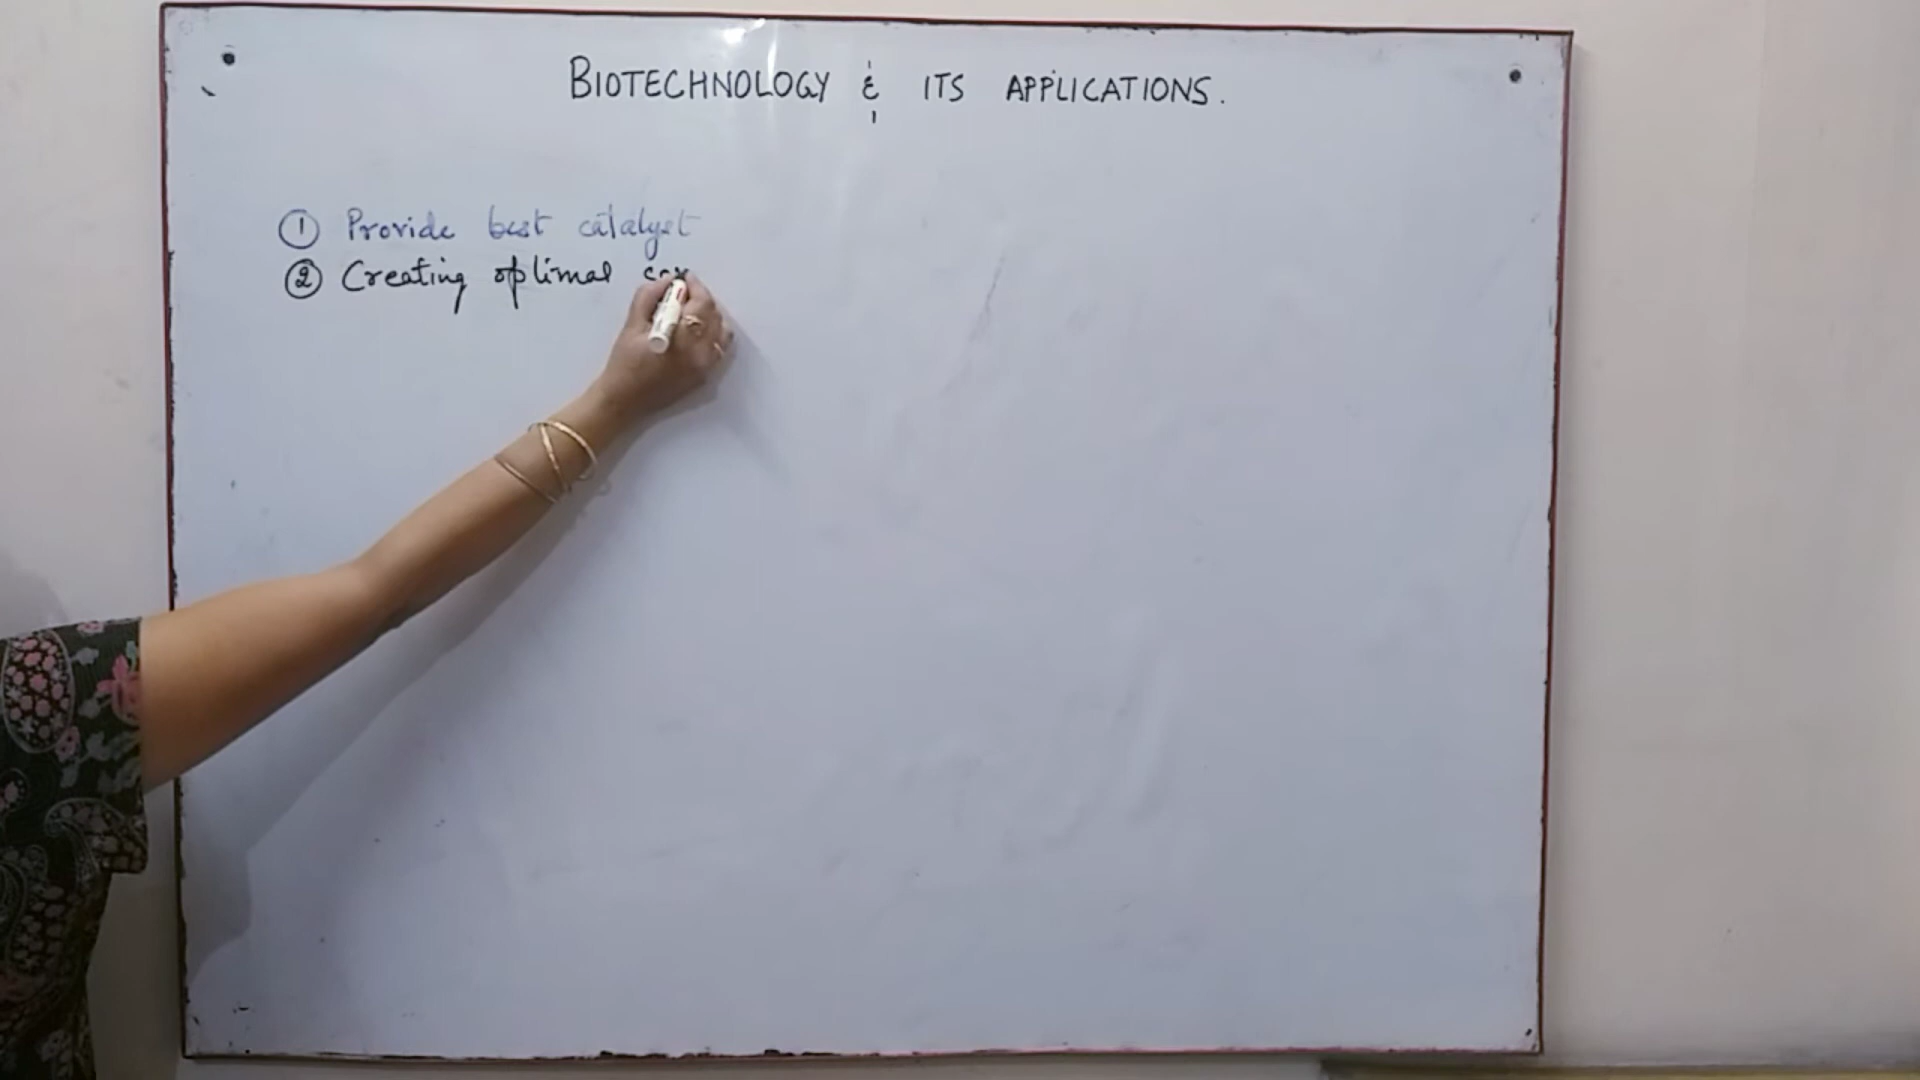 BIOTECHNOLOGY & ITS APPLICATIONS.
① Provide best catalyst
② Creating optimal con